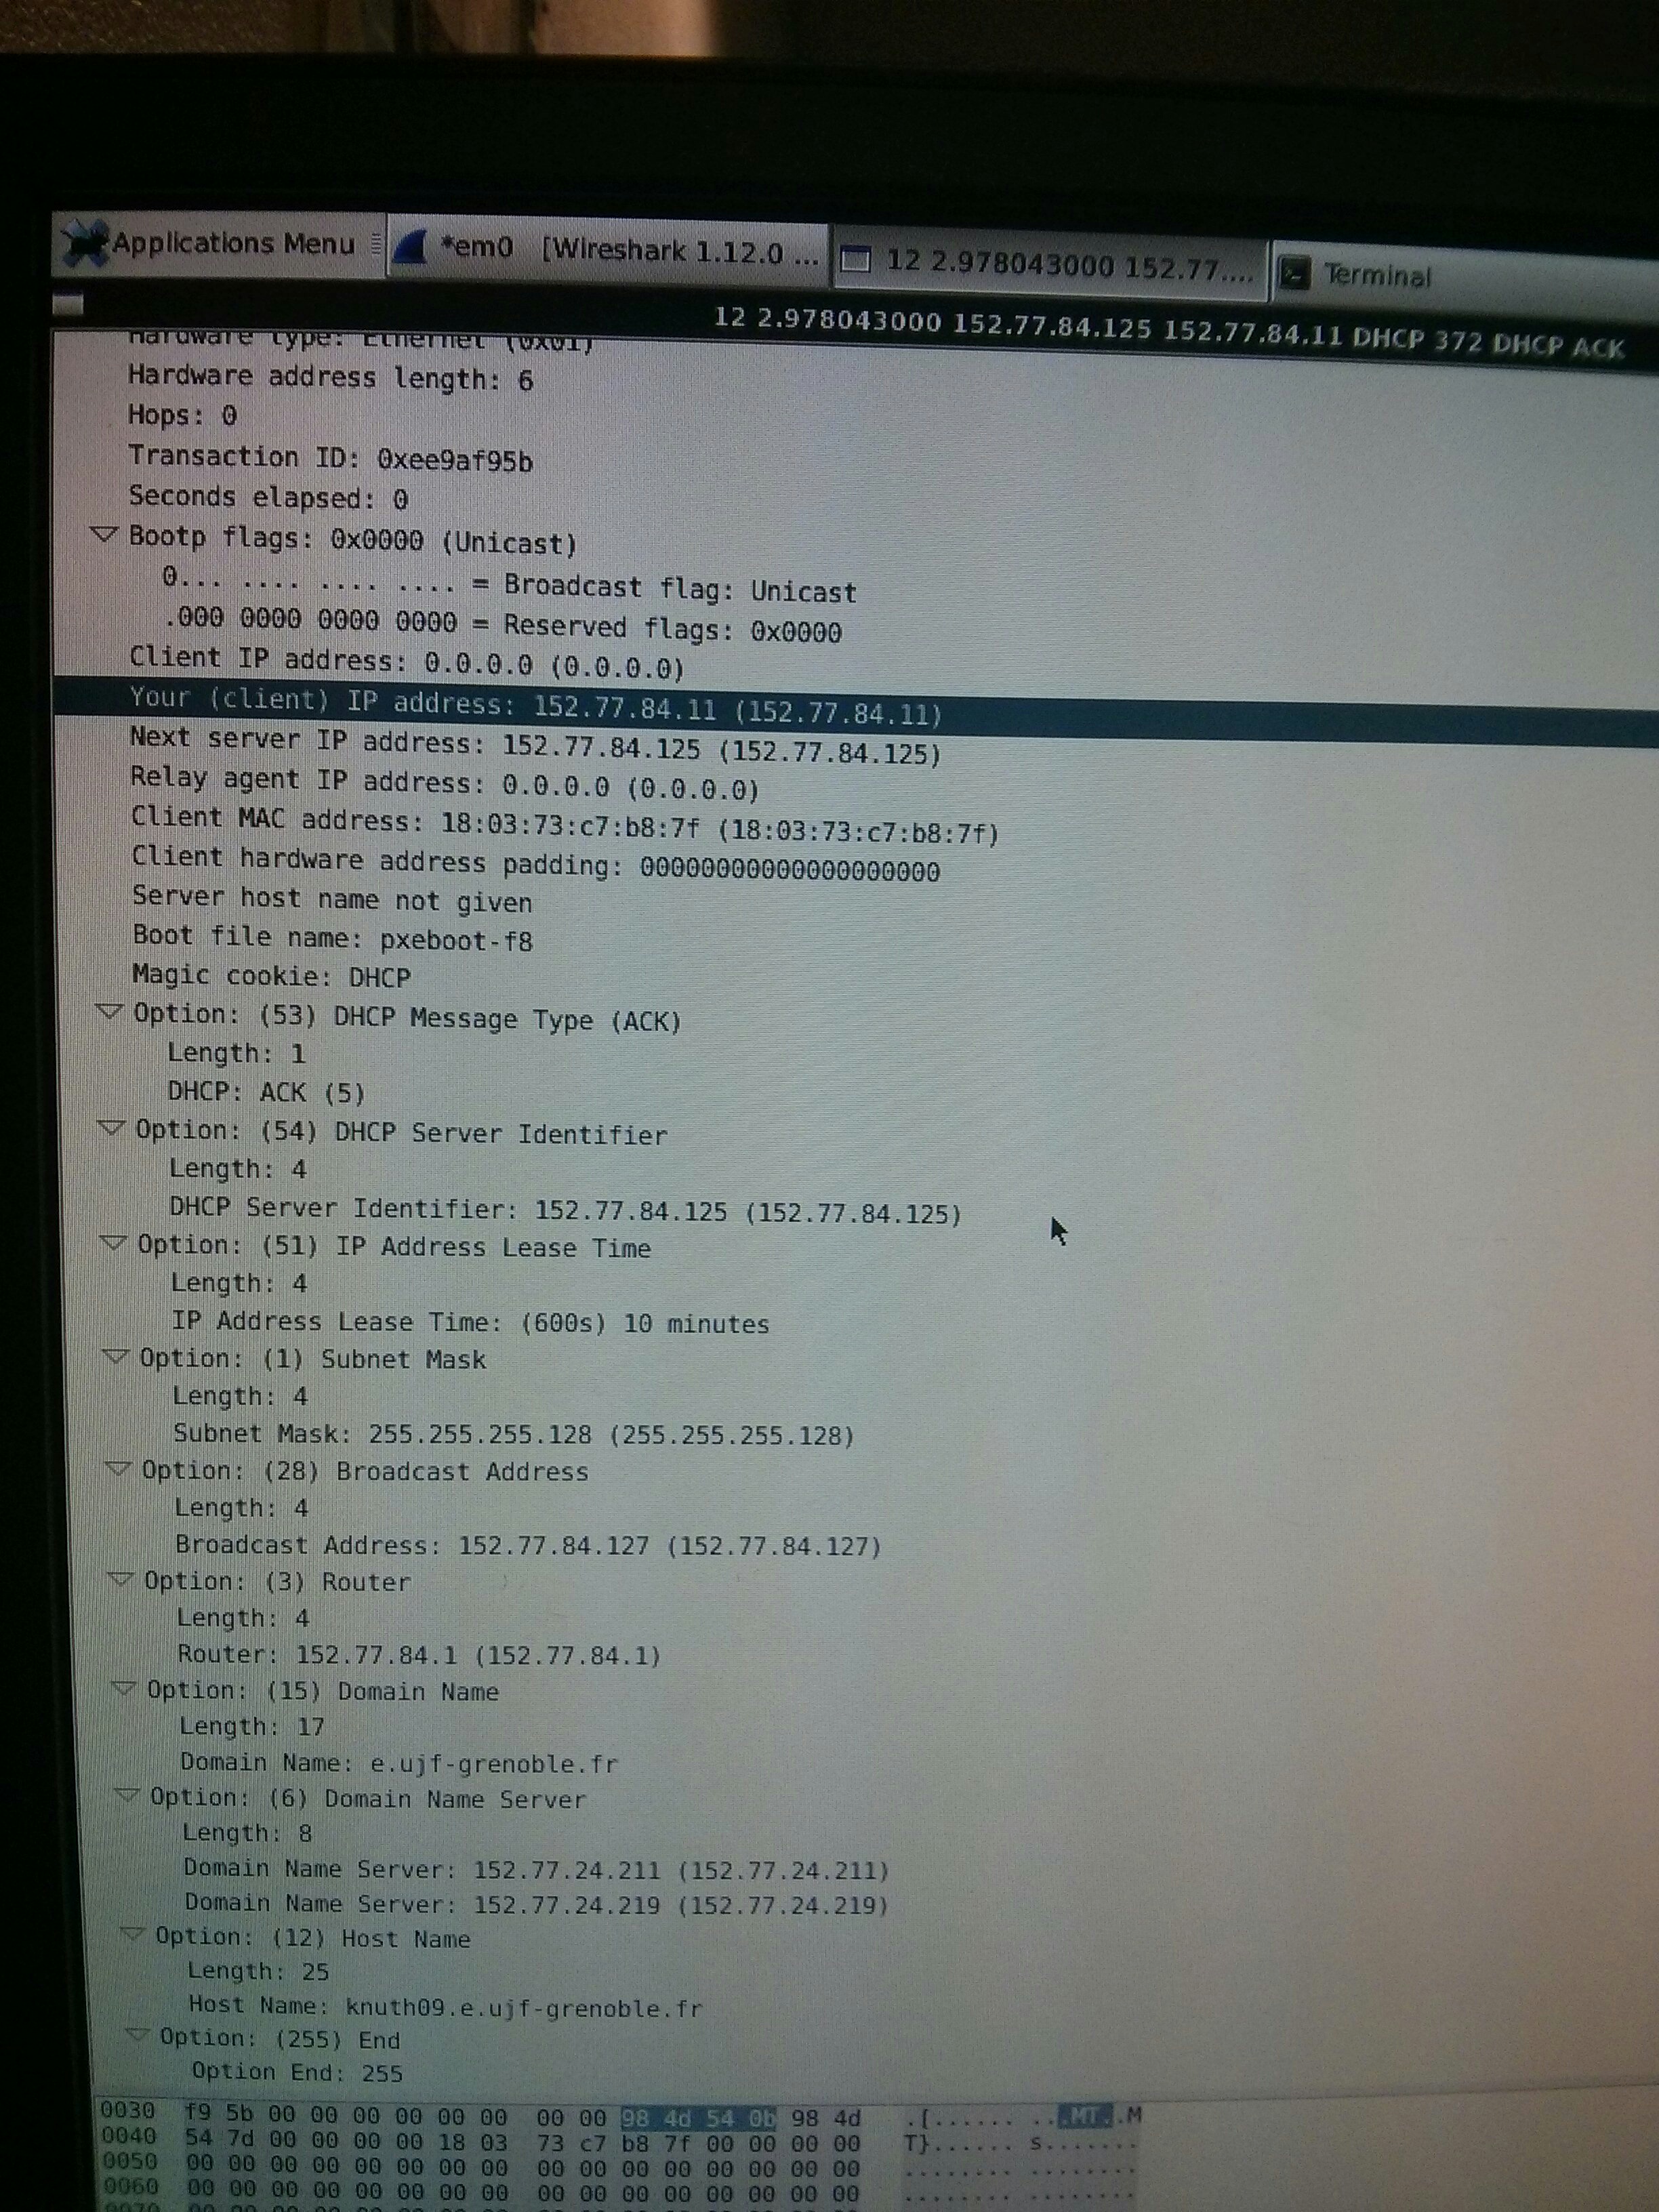 Applications Menu
*em0 [Wireshark 1.12.0 ...
12 2.978043000 152.77....
Terminal
12 2.978043000 152.77.84.125 152.77.84.11 DHCP 372 DHCP ACK
Hardware type: Ethernet (0x01)
Hardware address length: 6
Hops: 0
Transaction ID: 0xee9af95b
Seconds elapsed: 0
Bootp flags: 0x0000 (Unicast)
0... .... .... .... = Broadcast flag: Unicast
.000 0000 0000 0000 = Reserved flags: 0x0000
Client IP address: 0.0.0.0 (0.0.0.0)
Your (client) IP address: 152.77.84.11 (152.77.84.11)
Next server IP address: 152.77.84.125 (152.77.84.125)
Relay agent IP address: 0.0.0.0 (0.0.0.0)
Client MAC address: 18:03:73:c7:b8:7f (18:03:73:c7:b8:7f)
Client hardware address padding: 00000000000000000000
Server host name not given
Boot file name: pxeboot-f8
Magic cookie: DHCP
Option: (53) DHCP Message Type (ACK)
Length: 1
DHCP: ACK (5)
Option: (54) DHCP Server Identifier
Length: 4
DHCP Server Identifier: 152.77.84.125 (152.77.84.125)
Option: (51) IP Address Lease Time
Length: 4
IP Address Lease Time: (600s) 10 minutes
Option: (1) Subnet Mask
Length: 4
Subnet Mask: 255.255.255.128 (255.255.255.128)
Option: (28) Broadcast Address
Length: 4
Broadcast Address: 152.77.84.127 (152.77.84.127)
Option: (3) Router
Length: 4
Router: 152.77.84.1 (152.77.84.1)
Option: (15) Domain Name
Length: 17
Domain Name: e.ujf-grenoble.fr
Option: (6) Domain Name Server
Length: 8
Domain Name Server: 152.77.24.211 (152.77.24.211)
Domain Name Server: 152.77.24.219 (152.77.24.219)
Option: (12) Host Name
Length: 25
Host Name: knuth09.e.ujf-grenoble.fr
Option: (255) End
Option End: 255
0030 f9 5b 00 00 00 00 00 00 00 00 98 4d 54 0b 98 4d .[...... ...MT..M
0040 54 7d 00 00 00 00 18 03 73 c7 b8 7f 00 00 00 00 T}...... s.......
0050 00 00 00 00 00 00 00 00 00 00 00 00 00 00 00 00 ........ ........
0060 00 00 00 00 00 00 00 00 00 00 00 00 00 00 00 00 ........ ........